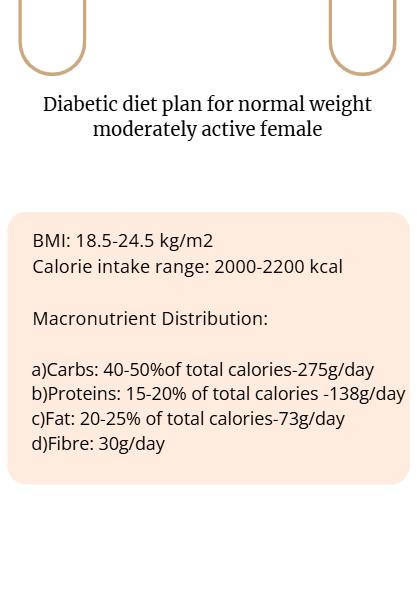 Diabetic diet plan for normal weight
moderately active female
BMI: 18.5-24.5 kg/m2
Calorie intake range: 2000-2200 kcal
Macronutrient Distribution:
a)Carbs: 40-50%of total calories-275g/day
b)Proteins: 15-20% of total calories -138g/day
c)Fat: 20-25% of total calories-73g/day
d)Fibre: 30g/day